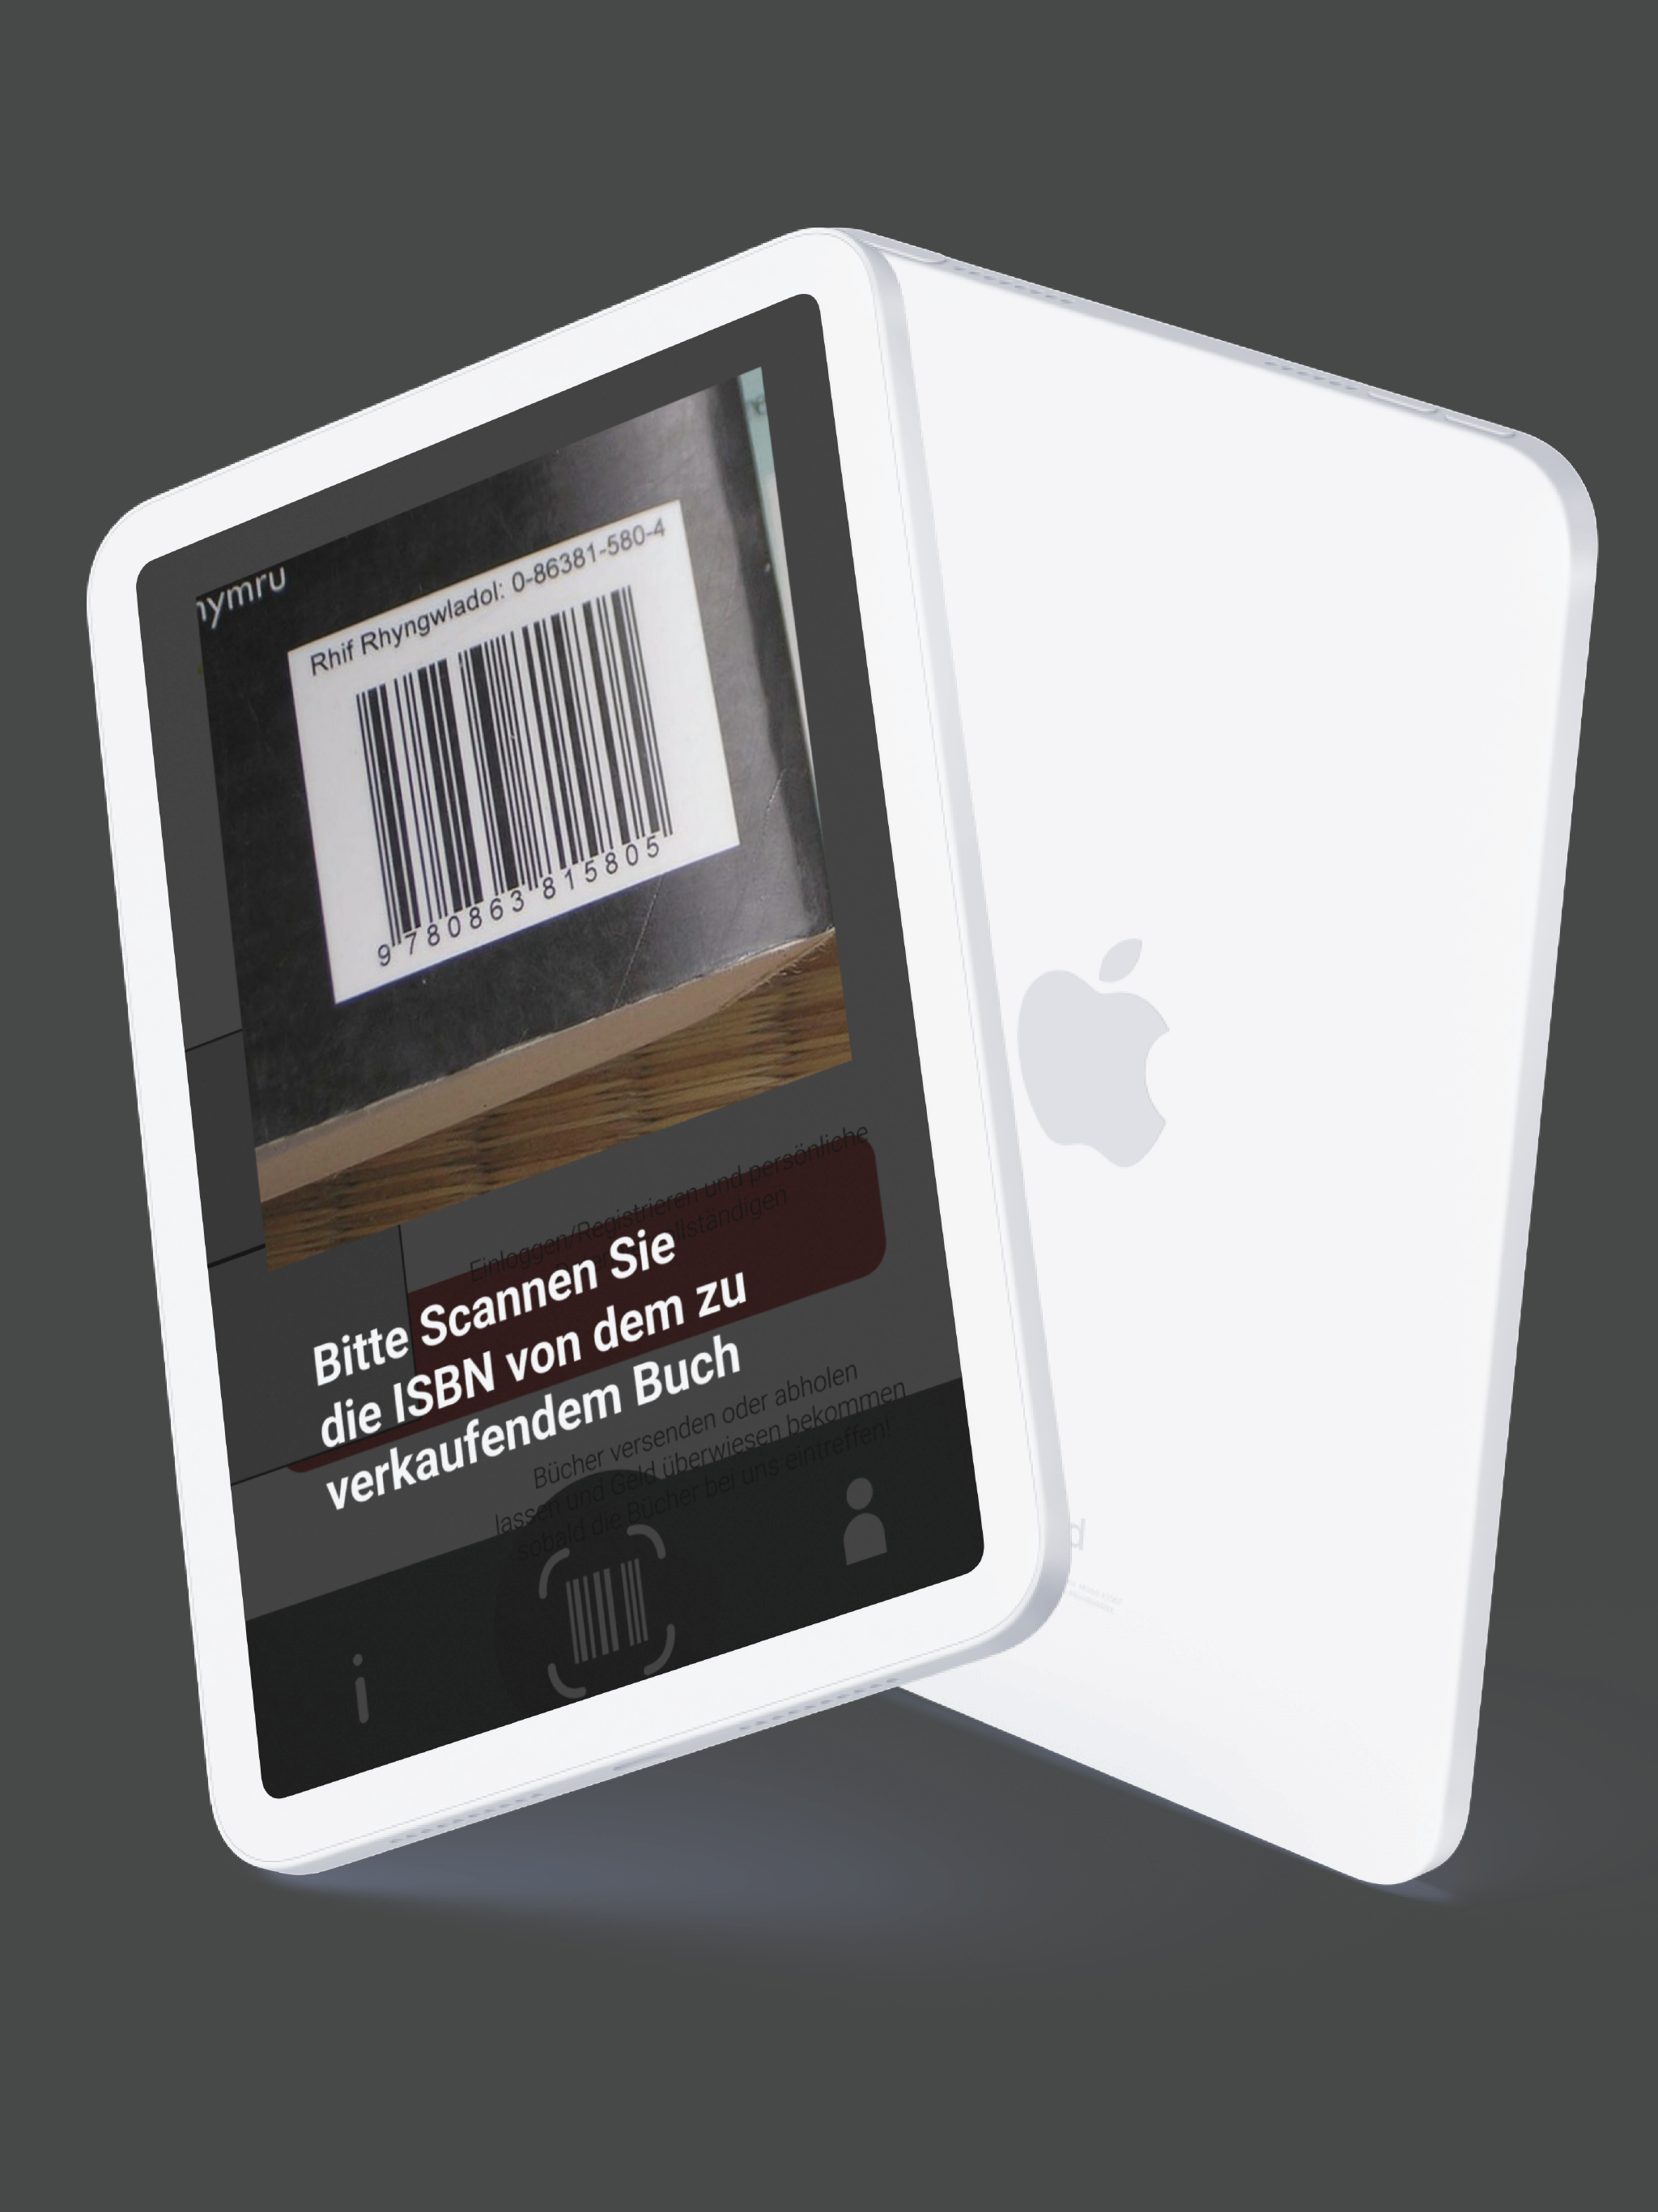 ymru
Rhif Rhyngwladol: 0-86381-580-4
9 780863 815805
Einloggen/Registrieren und persönliche
Bitte Scannen Sie
die ISBN von dem zu
verkaufendem Buch
Bücher versenden oder abholen
lassen und Geld überwiesen bekommen
sobald die Bücher bei uns eintreffen!